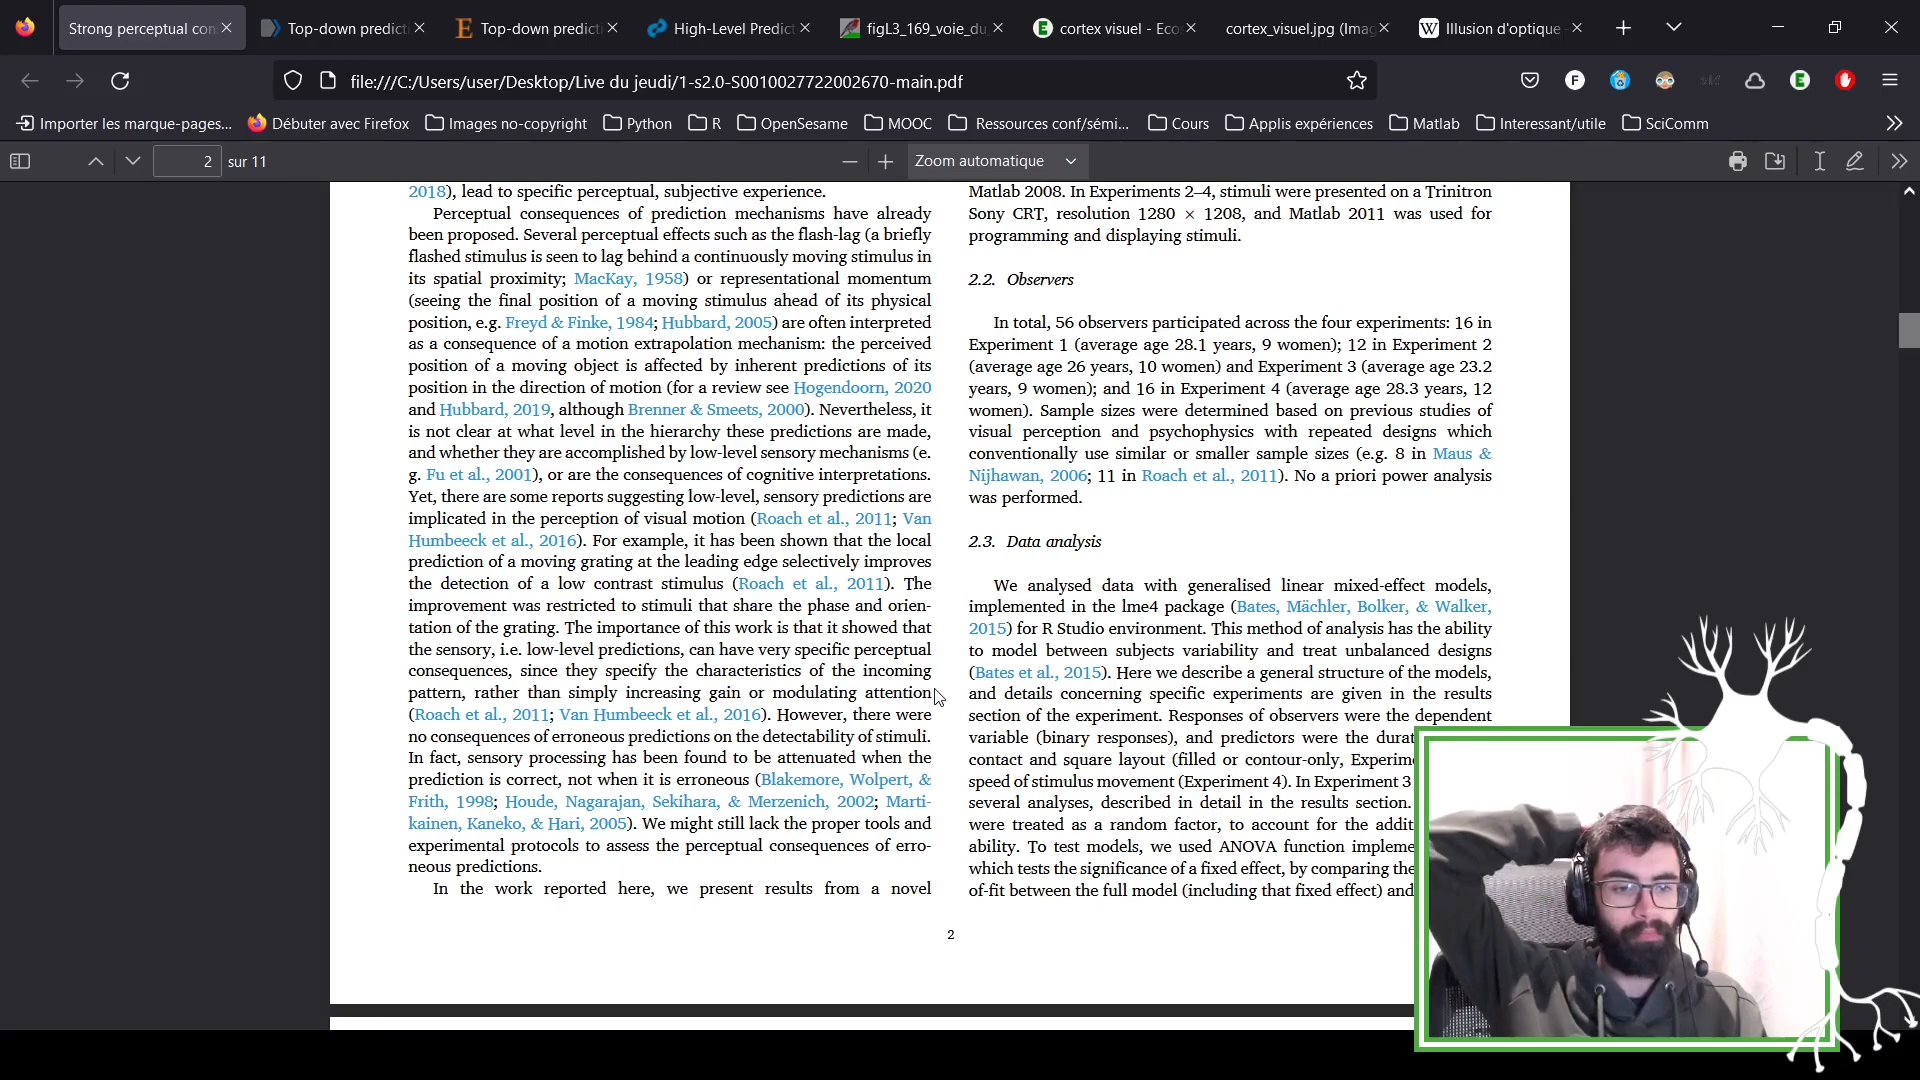 Strong perceptual con
Top-down predicti
Top-down predicti
High-Level Predict
figL3_169_voie_du
cortex visuel - Eco
cortex_visuel.jpg (Imag
Illusion d'optique
file:///C:/Users/user/Desktop/Live du jeudi/1-s2.0-S0010027722002670-main.pdf
Importer les marque-pages...
Débuter avec Firefox
Images no-copyright
Python
R
OpenSesame
MOOC
Ressources conf/sémi...
Cours
Applis expériences
Matlab
Interessant/utile
SciComm
2 sur 11
Zoom automatique
2018), lead to specific perceptual, subjective experience.
Perceptual consequences of prediction mechanisms have already
been proposed. Several perceptual effects such as the flash-lag (a briefly
flashed stimulus is seen to lag behind a continuously moving stimulus in
its spatial proximity; MacKay, 1958) or representational momentum
(seeing the final position of a moving stimulus ahead of its physical
position, e.g. Freyd & Finke, 1984; Hubbard, 2005) are often interpreted
as a consequence of a motion extrapolation mechanism: the perceived
position of a moving object is affected by inherent predictions of its
position in the direction of motion (for a review see Hogendoorn, 2020
and Hubbard, 2019, although Brenner & Smeets, 2000). Nevertheless, it
is not clear at what level in the hierarchy these predictions are made,
and whether they are accomplished by low-level sensory mechanisms (e.
g. Fu et al., 2001), or are the consequences of cognitive interpretations.
Yet, there are some reports suggesting low-level, sensory predictions are
implicated in the perception of visual motion (Roach et al., 2011; Van
Humbeeck et al., 2016). For example, it has been shown that the local
prediction of a moving grating at the leading edge selectively improves
the detection of a low contrast stimulus (Roach et al., 2011). The
improvement was restricted to stimuli that share the phase and orien-
tation of the grating. The importance of this work is that it showed that
the sensory, i.e. low-level predictions, can have very specific perceptual
consequences, since they specify the characteristics of the incoming
pattern, rather than simply increasing gain or modulating attention
(Roach et al., 2011; Van Humbeeck et al., 2016). However, there were
no consequences of erroneous predictions on the detectability of stimuli.
In fact, sensory processing has been found to be attenuated when the
prediction is correct, not when it is erroneous (Blakemore, Wolpert, &
Frith, 1998; Houde, Nagarajan, Sekihara, & Merzenich, 2002; Marti-
kainen, Kaneko, & Hari, 2005). We might still lack the proper tools and
experimental protocols to assess the perceptual consequences of erro-
neous predictions.
In the work reported here, we present results from a novel
Matlab 2008. In Experiments 2–4, stimuli were presented on a Trinitron
Sony CRT, resolution 1280 × 1208, and Matlab 2011 was used for
programming and displaying stimuli.
2.2. Observers
In total, 56 observers participated across the four experiments: 16 in
Experiment 1 (average age 28.1 years, 9 women); 12 in Experiment 2
(average age 26 years, 10 women) and Experiment 3 (average age 23.2
years, 9 women); and 16 in Experiment 4 (average age 28.3 years, 12
women). Sample sizes were determined based on previous studies of
visual perception and psychophysics with repeated designs which
conventionally use similar or smaller sample sizes (e.g. 8 in Maus &
Nijhawan, 2006; 11 in Roach et al., 2011). No a priori power analysis
was performed.
2.3. Data analysis
We analysed data with generalised linear mixed-effect models,
implemented in the lme4 package (Bates, Mächler, Bolker, & Walker,
2015) for R Studio environment. This method of analysis has the ability
to model between subjects variability and treat unbalanced designs
(Bates et al., 2015). Here we describe a general structure of the models,
and details concerning specific experiments are given in the results
section of the experiment. Responses of observers were the dependent
variable (binary responses), and predictors were the durat
contact and square layout (filled or contour-only, Experime
speed of stimulus movement (Experiment 4). In Experiment 3
several analyses, described in detail in the results section.
were treated as a random factor, to account for the addit
ability. To test models, we used ANOVA function impleme
which tests the significance of a fixed effect, by comparing the
of-fit between the full model (including that fixed effect) and
2